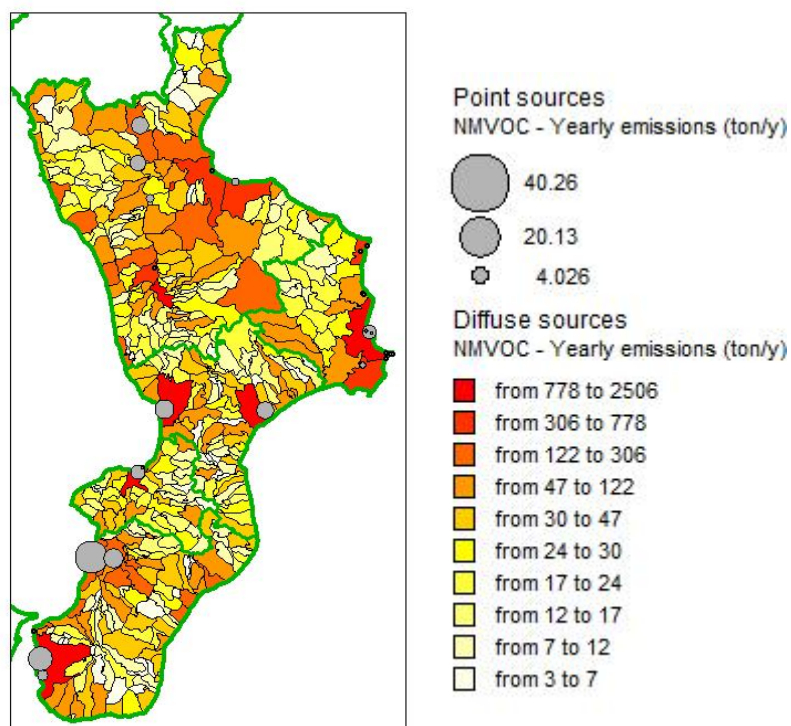 Point sources
NMVOC - Yearly emissions (ton/y)
40.26
20.13
4.026
Diffuse sources
NMVOC - Yearly emissions (ton/y)
from 778 to 2506
from 306 to 778
from 122 to 306
from 47 to 122
from 30 to 47
from 24 to 30
from 17 to 24
from 12 to 17
from 7 to 12
from 3 to 7